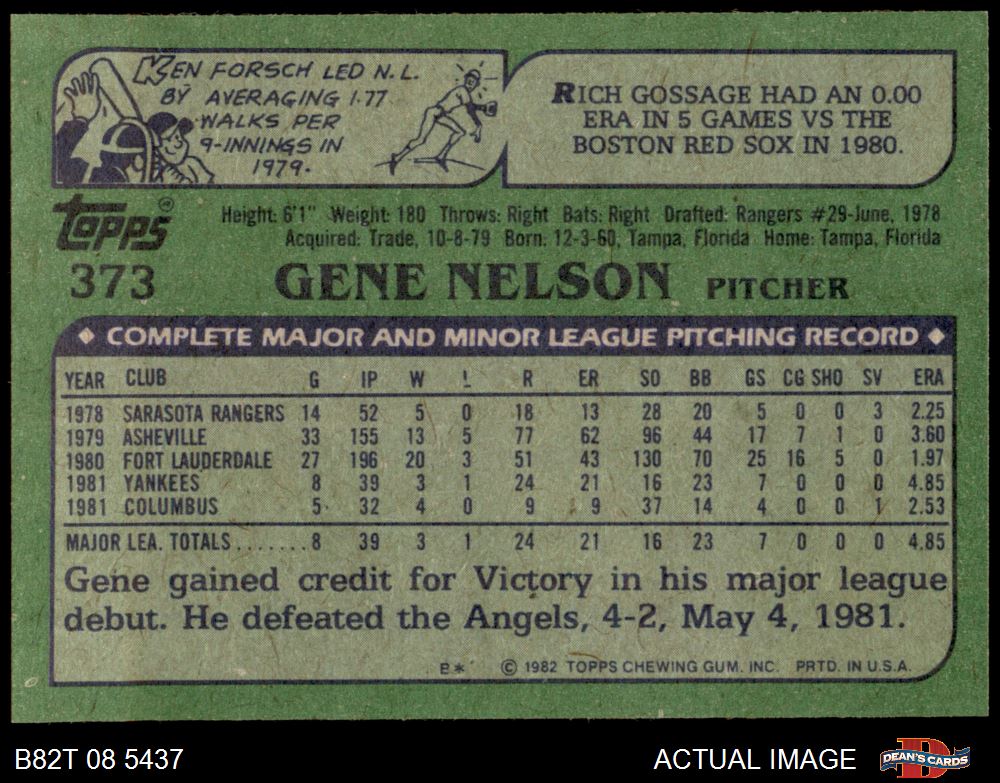 KEN FORSCH LED N.L.
BY AVERAGING 1.77
WALKS PER
9-INNINGS IN
1979.
RICH GOSSAGE HAD AN 0.00
ERA IN 5 GAMES VS THE
BOSTON RED SOX IN 1980.
Topps ®
Height: 6'1" Weight: 180 Throws: Right Bats: Right Drafted: Rangers #29-June, 1978
Acquired: Trade, 10-8-79 Born: 12-3-60, Tampa, Florida Home: Tampa, Florida
373 GENE NELSON PITCHER
◆ COMPLETE MAJOR AND MINOR LEAGUE PITCHING RECORD ◆
YEAR CLUB G IP W L R ER SO BB GS CG SHO SV ERA
1978 SARASOTA RANGERS 14 52 5 0 18 13 28 20 5 0 0 3 2.25
1979 ASHEVILLE 33 155 13 5 77 62 96 44 17 7 1 0 3.60
1980 FORT LAUDERDALE 27 196 20 3 51 43 130 70 25 16 5 0 1.97
1981 YANKEES 8 39 3 1 24 21 16 23 7 0 0 0 4.85
1981 COLUMBUS 5 32 4 0 9 9 37 14 4 0 0 1 2.53
MAJOR LEA. TOTALS.......8 39 3 1 24 21 16 23 7 0 0 0 4.85
Gene gained credit for Victory in his major league
debut. He defeated the Angels, 4-2, May 4, 1981.
B* © 1982 TOPPS CHEWING GUM. INC. PRTD. IN U.S.A.
B82T 08 5437 ACTUAL IMAGE DEAN'S CARDS